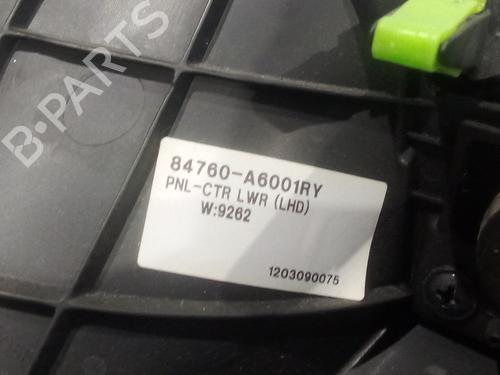 B-PARTS
84760-A6001RY
PNL-CTR LWR (LHD)
W:9262
1203090075